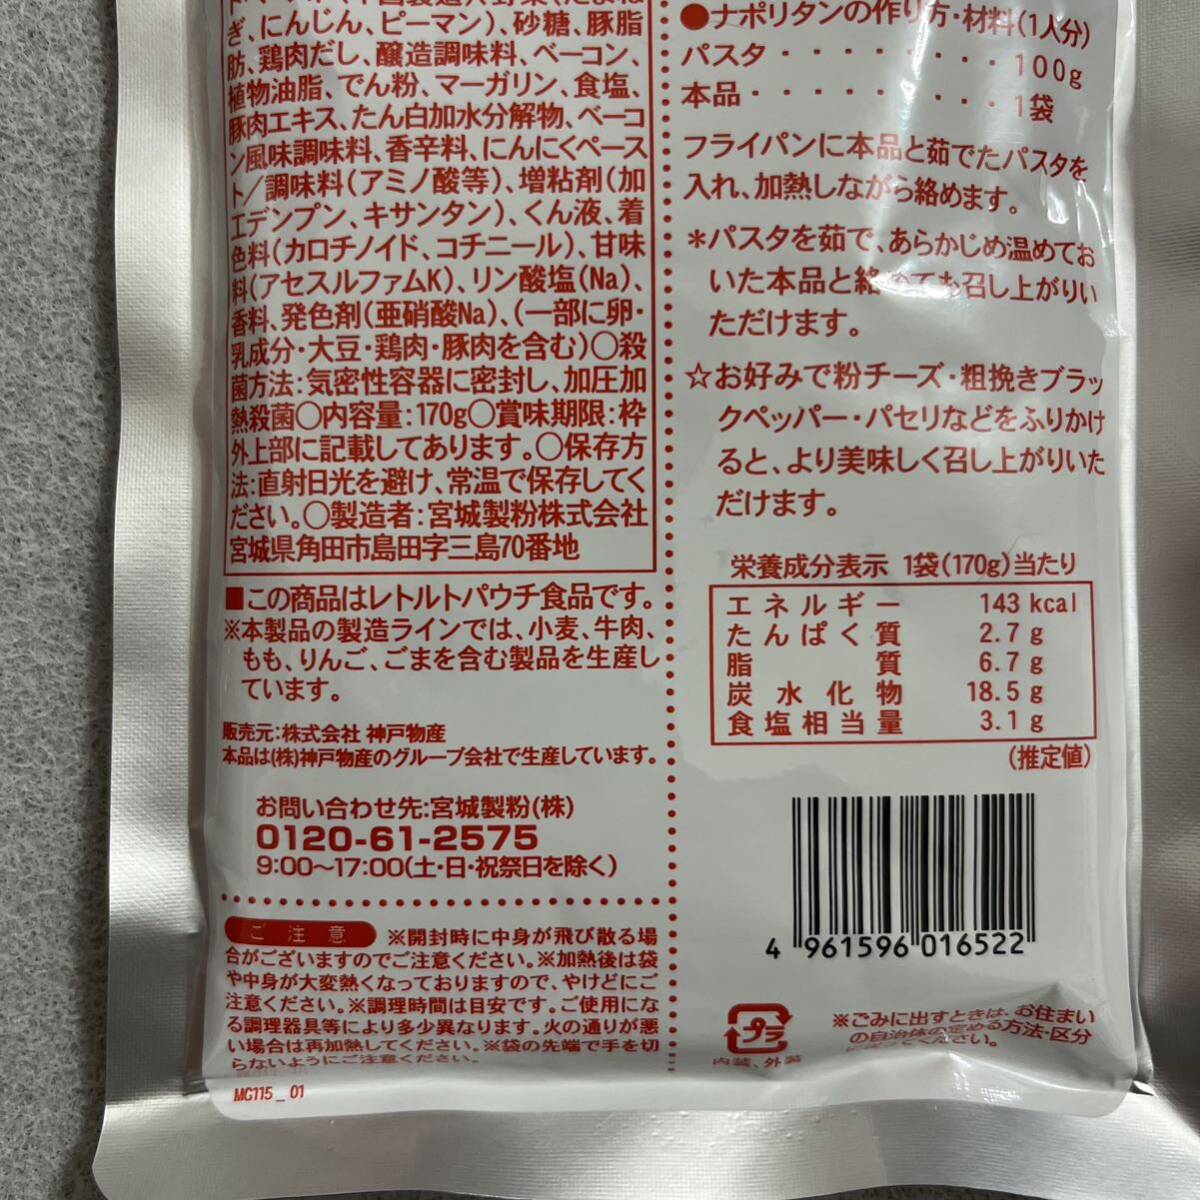 ぎ、にんじん、ピーマン)、砂糖、豚脂
肪、鶏肉だし、醸造調味料、ベーコン、
植物油脂、でん粉、マーガリン、食塩、
豚肉エキス、たん白加水分解物、ベーコ
ン風味調味料、香辛料、にんにくペース
ト/調味料(アミノ酸等)、増粘剤(加
工デンプン、キサンタン)、くん液、着
色料(カロチノイド、コチニール)、甘味
料(アセスルファムK)、リン酸塩(Na)、
香料、発色剤(亜硝酸Na)、(一部に卵・
乳成分・大豆・鶏肉・豚肉を含む)○殺
菌方法:気密性容器に密封し、加圧加
熱殺菌○内容量:170g○賞味期限:枠
外上部に記載してあります。○保存方
法:直射日光を避け、常温で保存してく
ださい。○製造者:宮城製粉株式会社
宮城県角田市島田字三島70番地
■この商品はレトルトパウチ食品です。
※本製品の製造ラインでは、小麦、牛肉、
もも、りんご、ごまを含む製品を生産し
ています。
販売元:株式会社 神戸物産
本品は(株)神戸物産のグループ会社で生産しています。
お問い合わせ先:宮城製粉(株)
0120-61-2575
9:00〜17:00(土・日・祝祭日を除く)
ご注意 ※開封時に中身が飛び散る場
合がございますのでご注意ください。※加熱後は袋
や中身が大変熱くなっておりますので、やけどにご
注意ください。※調理時間は目安です。ご使用にな
る調理器具等により多少異なります。火の通りが悪
い場合は再加熱してください。※袋の先端で手を切
らないようにご注意ください。
MC115_01
●ナポリタンの作り方・材料(1人分)
パスタ・・・・・・・・・・100g
本品・・・・・・・・・・・1袋
フライパンに本品と茹でたパスタを
入れ、加熱しながら絡めます。
*パスタを茹で、あらかじめ温めてお
いた本品と絡めてお召し上がりい
ただけます。
☆お好みで粉チーズ・粗挽きブラッ
クペッパー・パセリなどをふりかけ
ると、より美味しく召し上がりいた
だけます。
栄養成分表示 1袋(170g)当たり
エネルギー 143 kcal
たんぱく質 2.7 g
脂質 6.7 g
炭水化物 18.5 g
食塩相当量 3.1 g
(推定値)
4 961596 016522
プラ
内装、外装
※ごみに出すときは、お住まい
の自治体の定める方法・区分